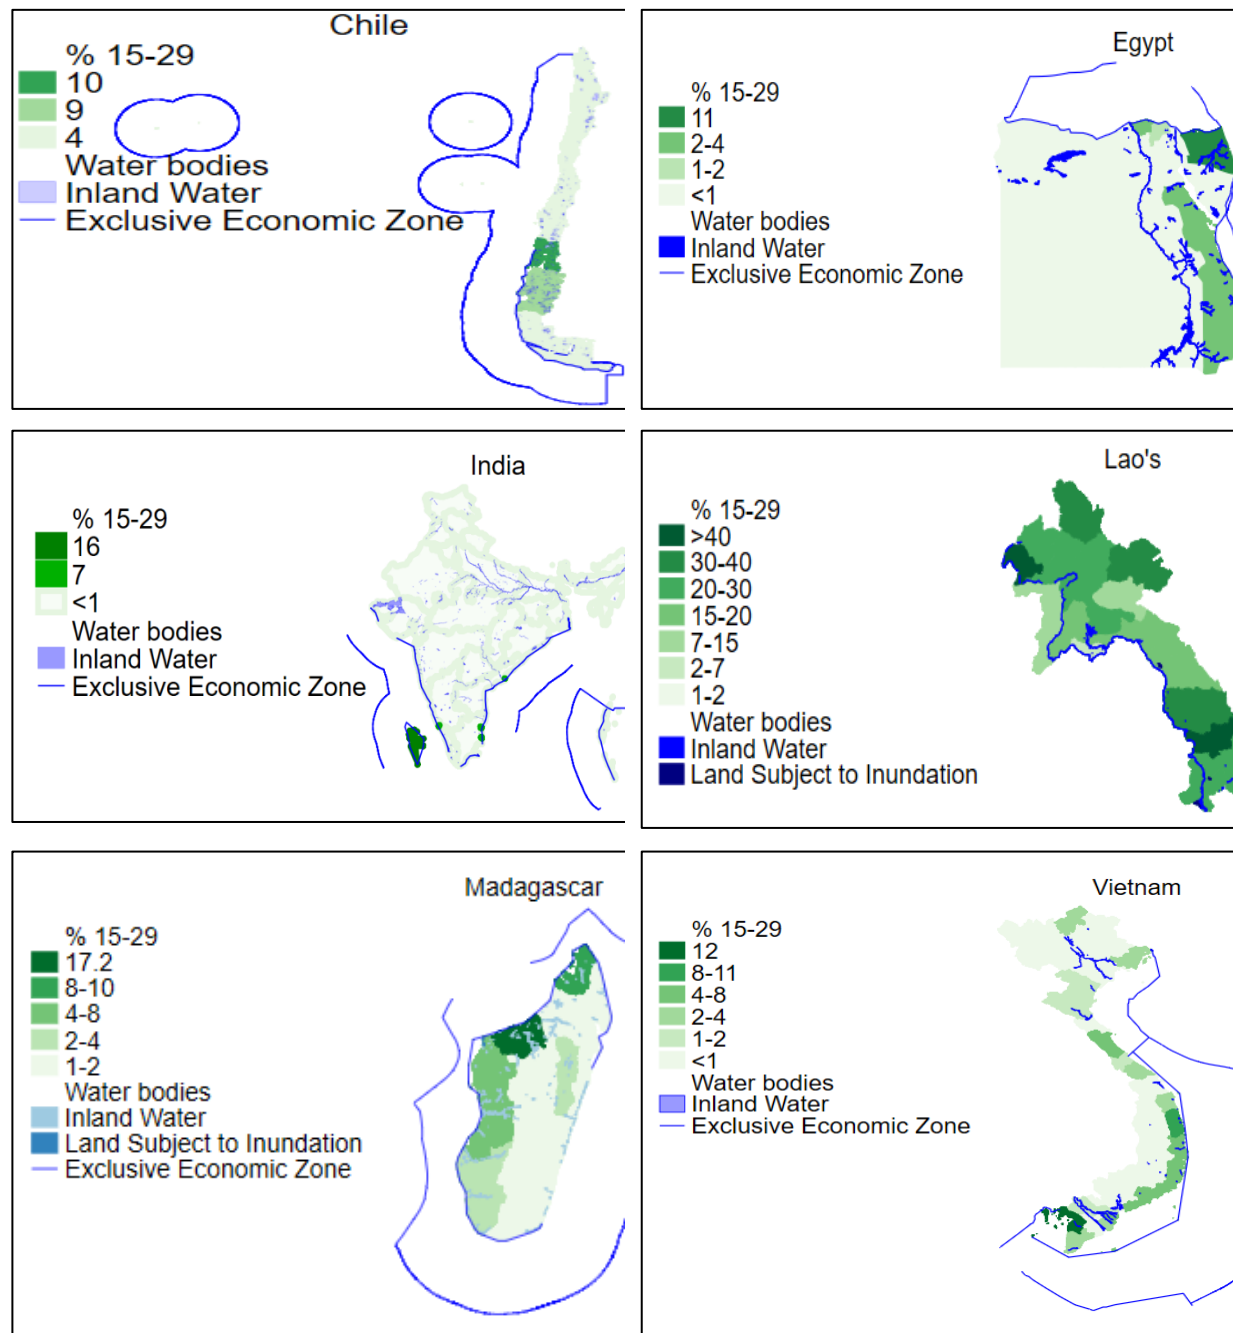 Chile
% 15-29
10
9
4
Water bodies
Inland Water
Exclusive Economic Zone
Egypt
% 15-29
11
2-4
1-2
<1
Water bodies
Inland Water
Exclusive Economic Zone
India
% 15-29
16
7
<1
Water bodies
Inland Water
Exclusive Economic Zone
Lao's
% 15-29
>40
30-40
20-30
15-20
7-15
2-7
1-2
Water bodies
Inland Water
Land Subject to Inundation
Madagascar
% 15-29
17.2
8-10
4-8
2-4
1-2
Water bodies
Inland Water
Land Subject to Inundation
Exclusive Economic Zone
Vietnam
% 15-29
12
8-11
4-8
2-4
1-2
<1
Water bodies
Inland Water
Exclusive Economic Zone